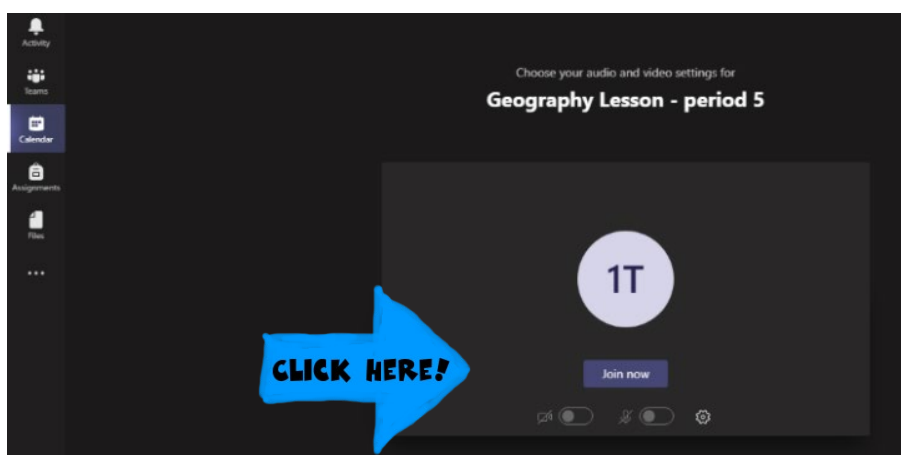 Activity
Teams
Calendar
Assignments
Files
Choose your audio and video settings for
Geography Lesson - period 5
1T
CLICK HERE!
Join now